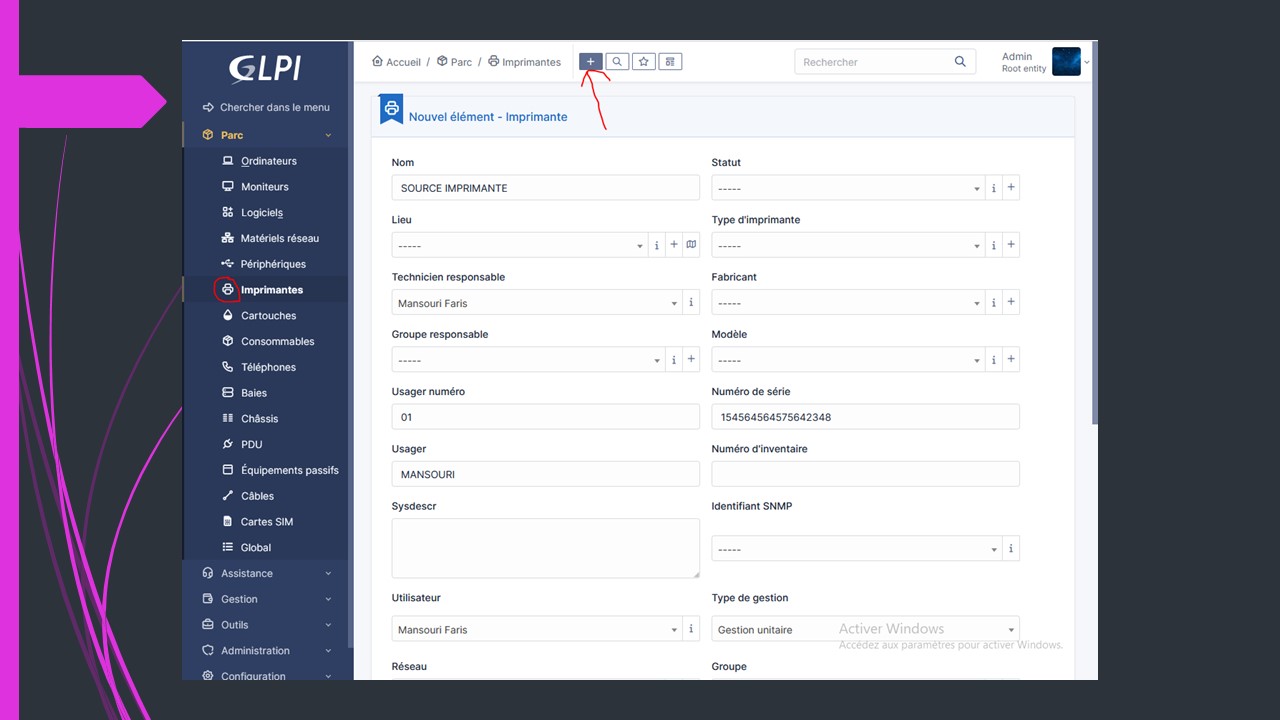 GLPI
Chercher dans le menu
Parc
Ordinateurs
Moniteurs
Logiciels
Matériels réseau
Périphériques
Imprimantes
Cartouches
Consommables
Téléphones
Baies
Châssis
PDU
Équipements passifs
Câbles
Cartes SIM
Global
Assistance
Gestion
Outils
Administration
Configuration
Accueil / Parc / Imprimantes
Rechercher
Admin
Root entity
Nouvel élément - Imprimante
Nom
SOURCE IMPRIMANTE
Statut
-----
Lieu
-----
Type d'imprimante
-----
Technicien responsable
Mansouri Faris
Fabricant
-----
Groupe responsable
-----
Modèle
-----
Usager numéro
01
Numéro de série
154564564575642348
Usager
MANSOURI
Numéro d'inventaire
Sysdescr
Identifiant SNMP
-----
Utilisateur
Mansouri Faris
Type de gestion
Gestion unitaire
Activer Windows
Accédez aux paramètres pour activer Windows.
Réseau
Groupe